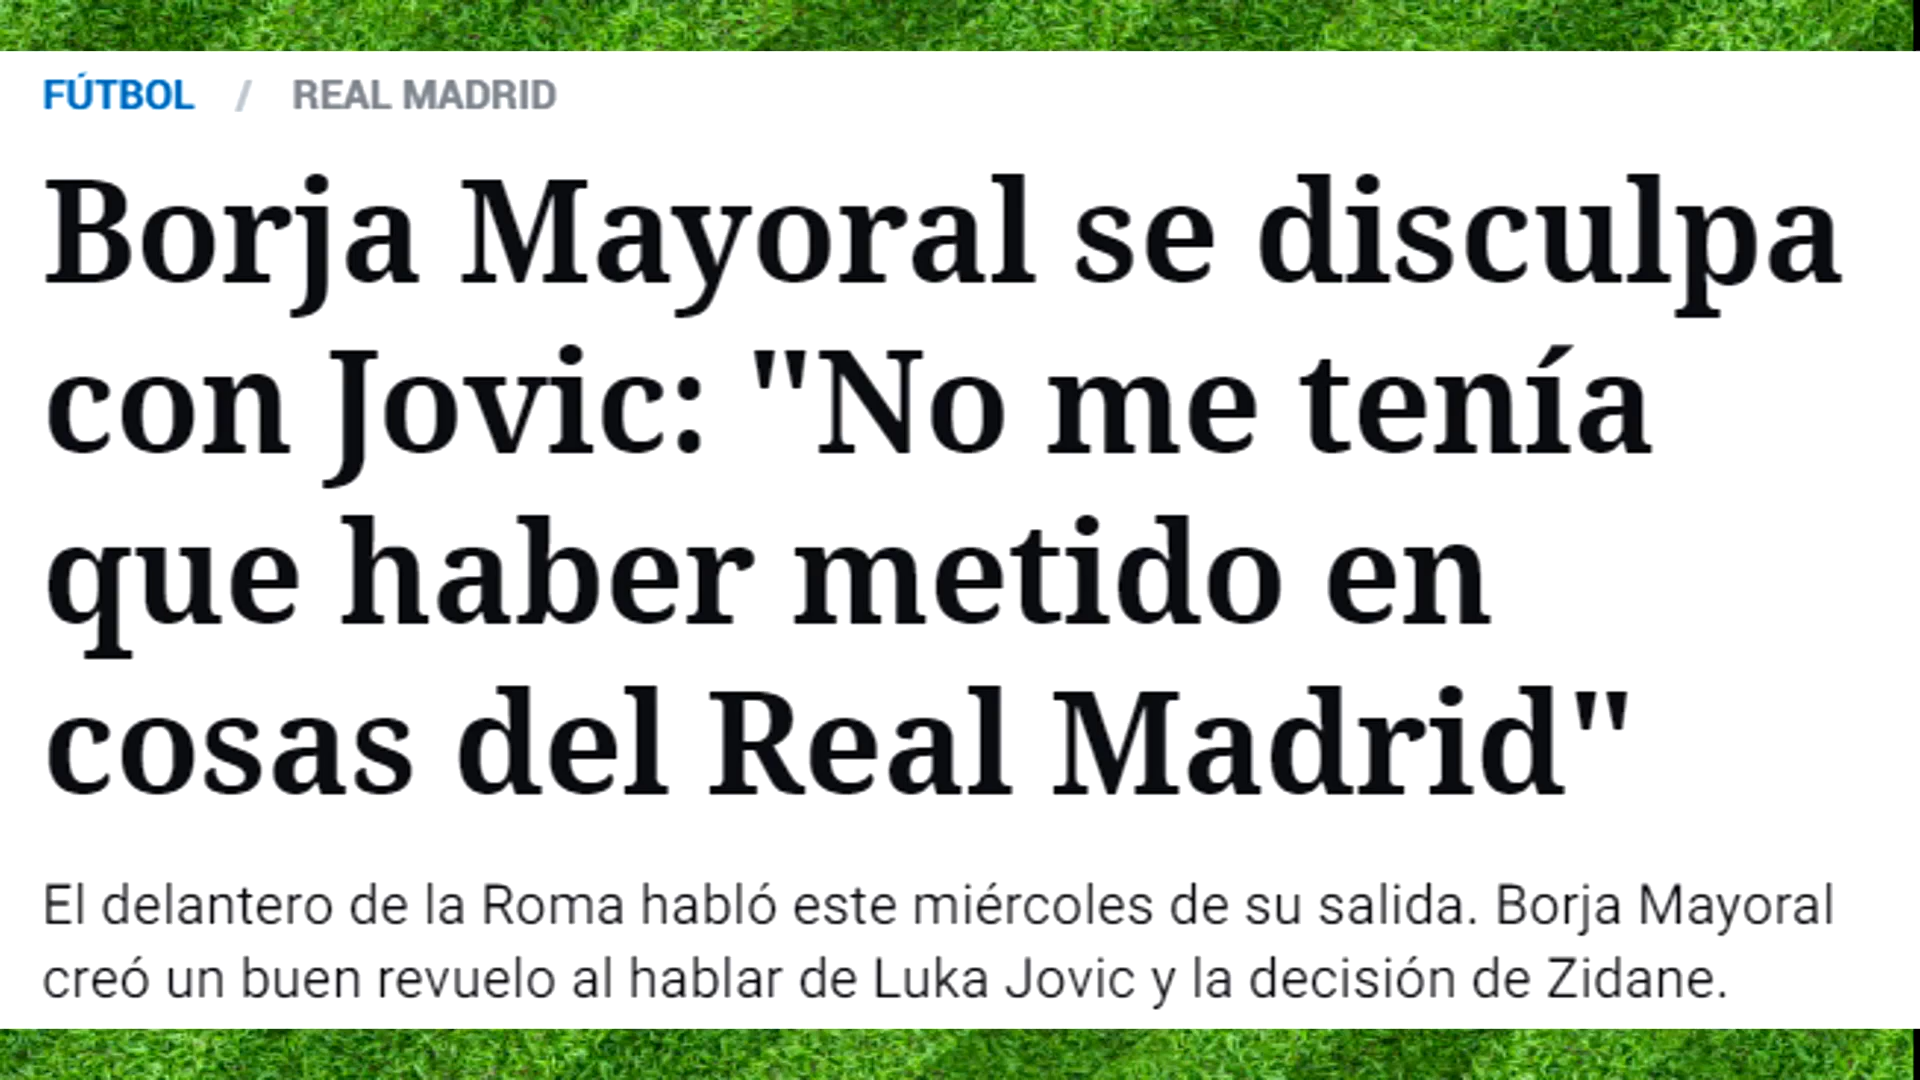 FÚTBOL / REAL MADRID
Borja Mayoral se disculpa
con Jovic: "No me tenía
que haber metido en
cosas del Real Madrid"
El delantero de la Roma habló este miércoles de su salida. Borja Mayoral
creó un buen revuelo al hablar de Luka Jovic y la decisión de Zidane.